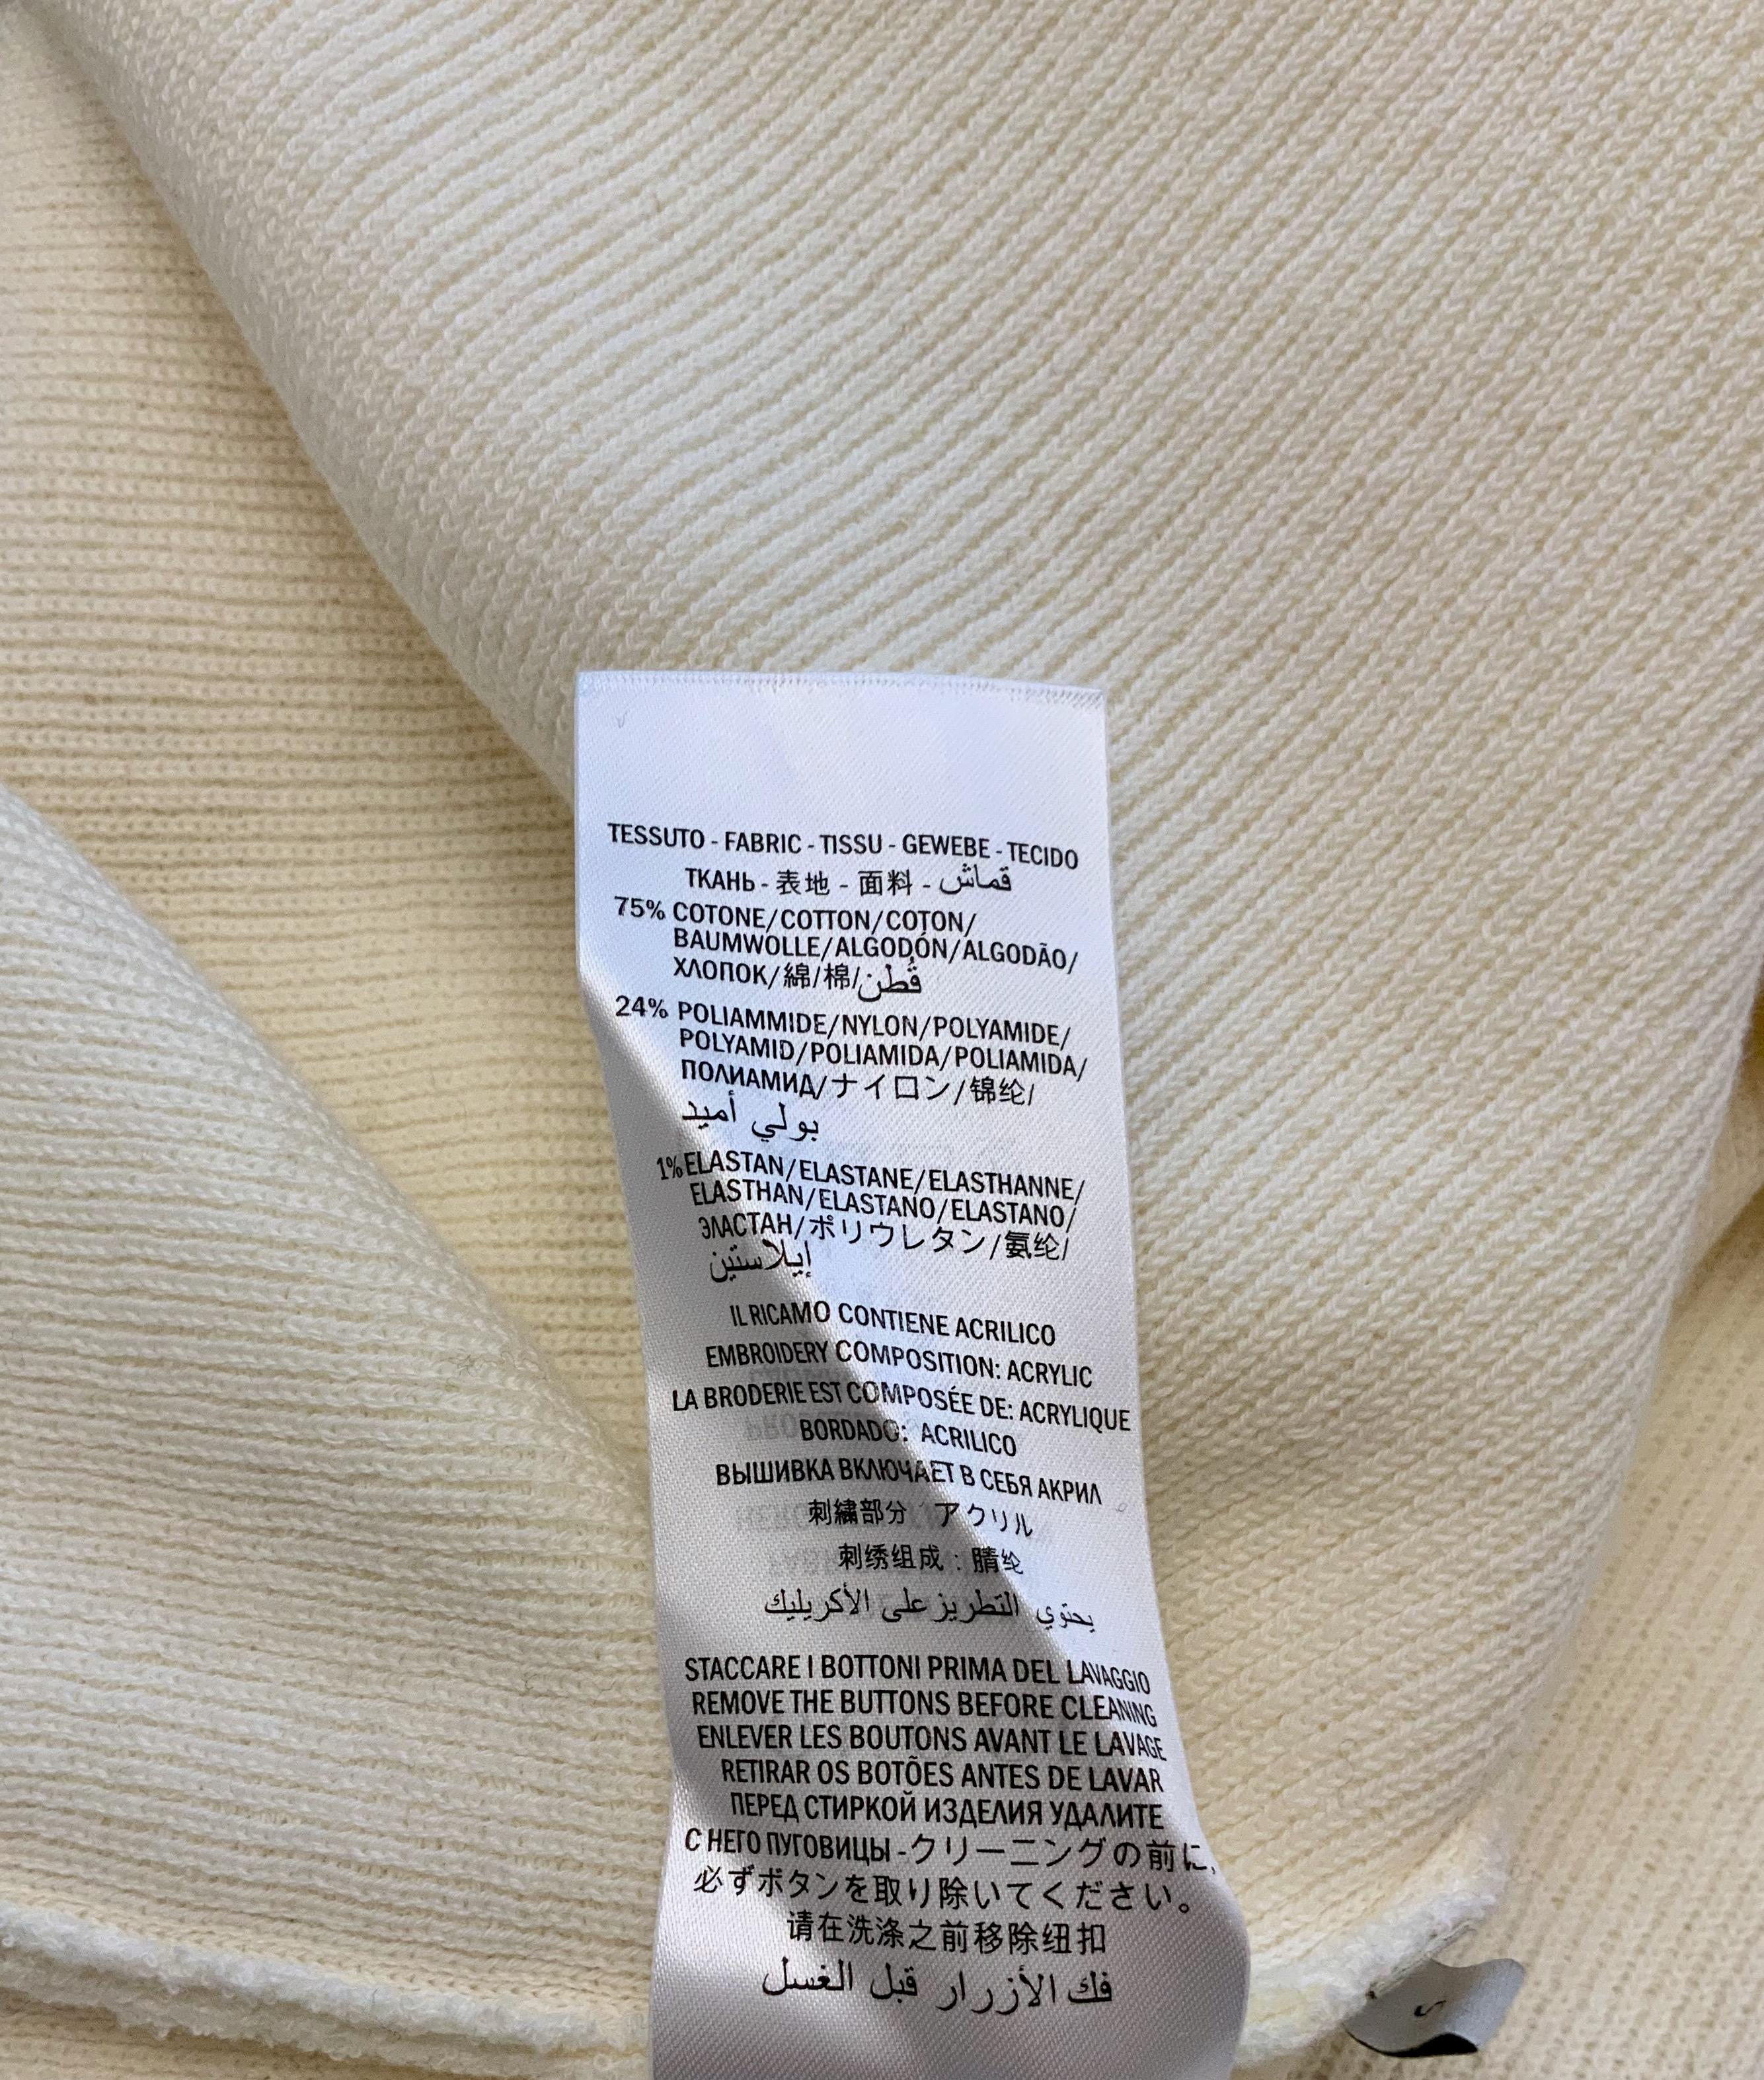 TESSUTO - FABRIC - TISSU - GEWEBE - TECIDO
ТКАНЬ - 表地 - 面料 - قماش
75% COTONE/COTTON/COTON/
BAUMWOLLE/ALGODÓN/ALGODÃO/
ХЛОПОК/綿/棉/قُطن
24% POLIAMMIDE/NYLON/POLYAMIDE/
POLYAMID/POLIAMIDA/POLIAMIDA/
ПОЛИАМИД/ナイロン/锦纶/
بولي أميد
1% ELASTAN/ELASTANE/ELASTHANNE/
ELASTHAN/ELASTANO/ELASTANO/
ЭЛАСТАН/ポリウレタン/氨纶/
إيلاستين
IL RICAMO CONTIENE ACRILICO
EMBROIDERY COMPOSITION: ACRYLIC
LA BRODERIE EST COMPOSÉE DE: ACRYLIQUE
BORDADO: ACRILICO
ВЫШИВКА ВКЛЮЧАЕТ В СЕБЯ АКРИЛ
刺繍部分 アクリル
刺绣组成：腈纶
يحتوي التطريز على الأكريليك
STACCARE I BOTTONI PRIMA DEL LAVAGGIO
REMOVE THE BUTTONS BEFORE CLEANING
ENLEVER LES BOUTONS AVANT LE LAVAGE
RETIRAR OS BOTÕES ANTES DE LAVAR
ПЕРЕД СТИРКОЙ ИЗДЕЛИЯ УДАЛИТЕ
С НЕГО ПУГОВИЦЫ - クリーニングの前に,
必ずボタンを取り除いてください。
请在洗涤之前移除纽扣
فك الأزرار قبل الغسل
S